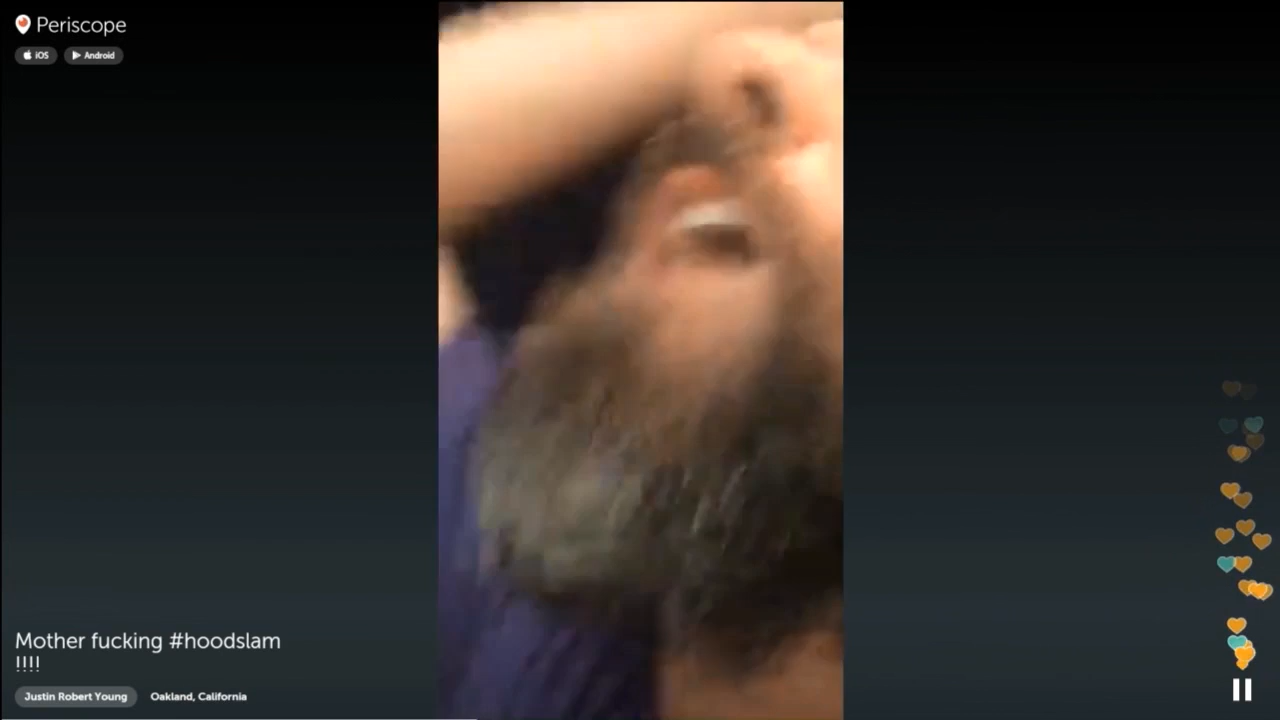 Periscope
iOS
Android
Mother fucking #hoodslam
!!!!
Justin Robert Young
Oakland, California